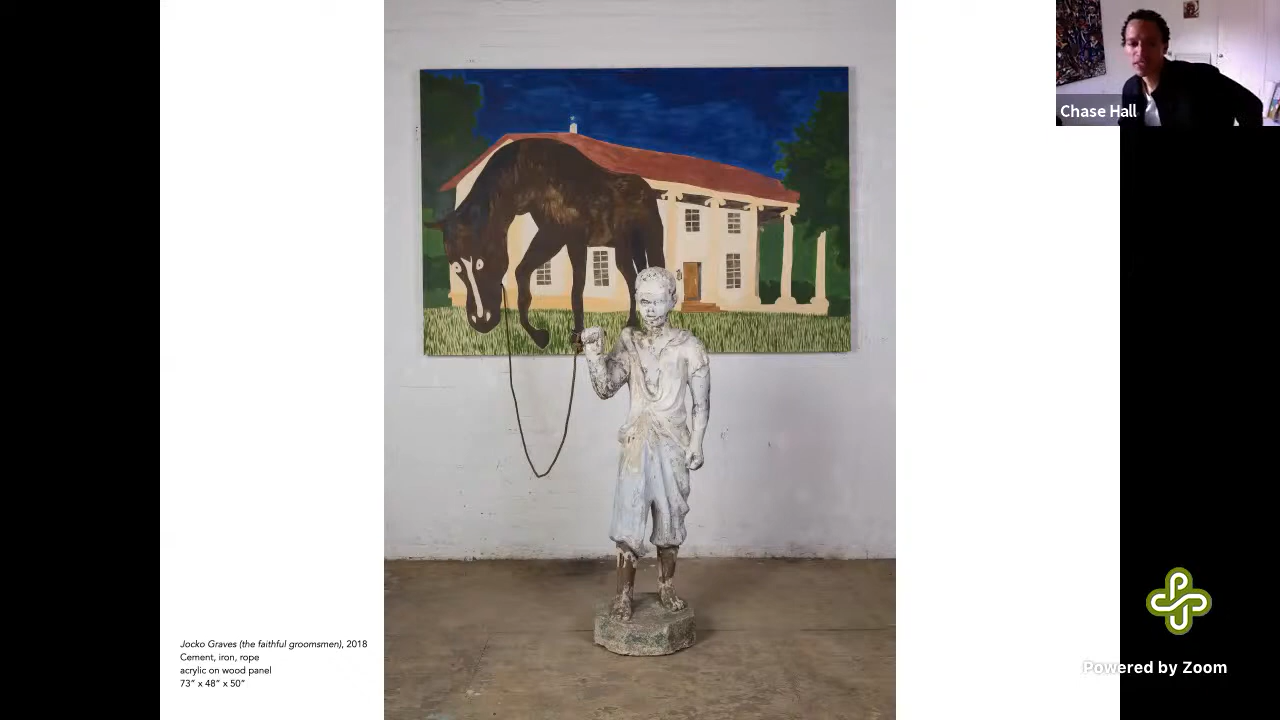 Chase Hall
Jocko Graves (the faithful groomsmen), 2018
Cement, iron, rope
acrylic on wood panel
73” x 48” x 50”
Powered by Zoom